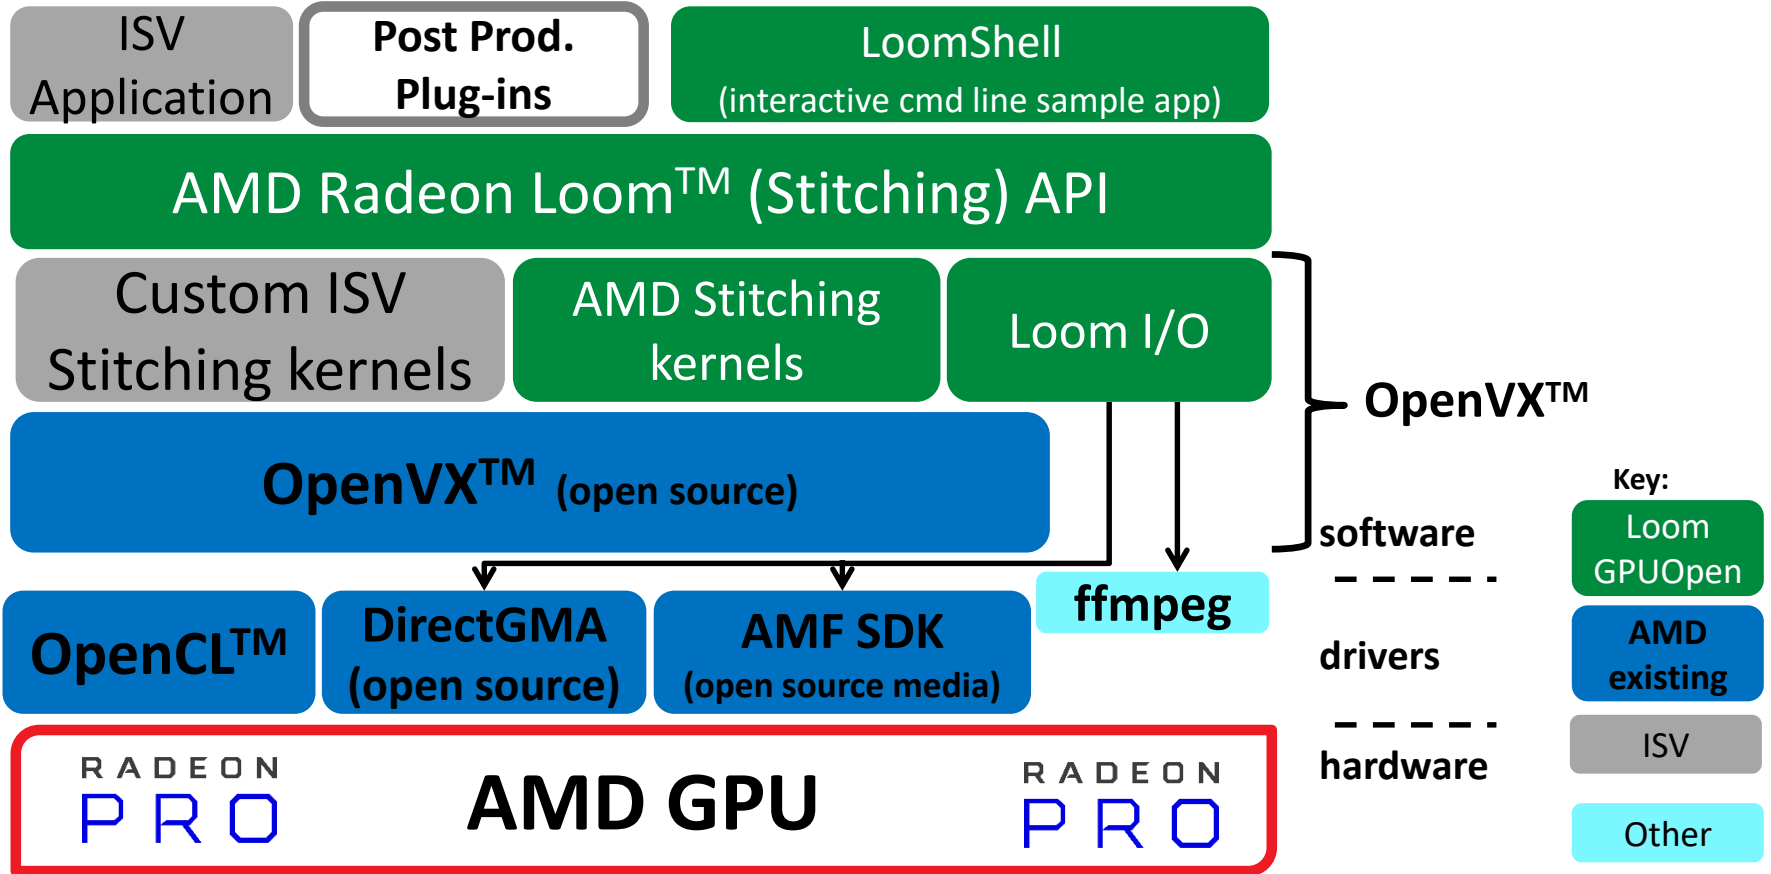 ISV
Application
Post Prod.
Plug-ins
LoomShell
(interactive cmd line sample app)
AMD Radeon Loom™ (Stitching) API
Custom ISV
Stitching kernels
AMD Stitching
kernels
Loom I/O
OpenVX™
OpenVX™ (open source)
Key:
software
Loom
GPUOpen
OpenCL™
DirectGMA
(open source)
AMF SDK
(open source media)
ffmpeg
drivers
AMD
existing
ISV
hardware
RADEON
PRO
AMD GPU
RADEON
PRO
Other